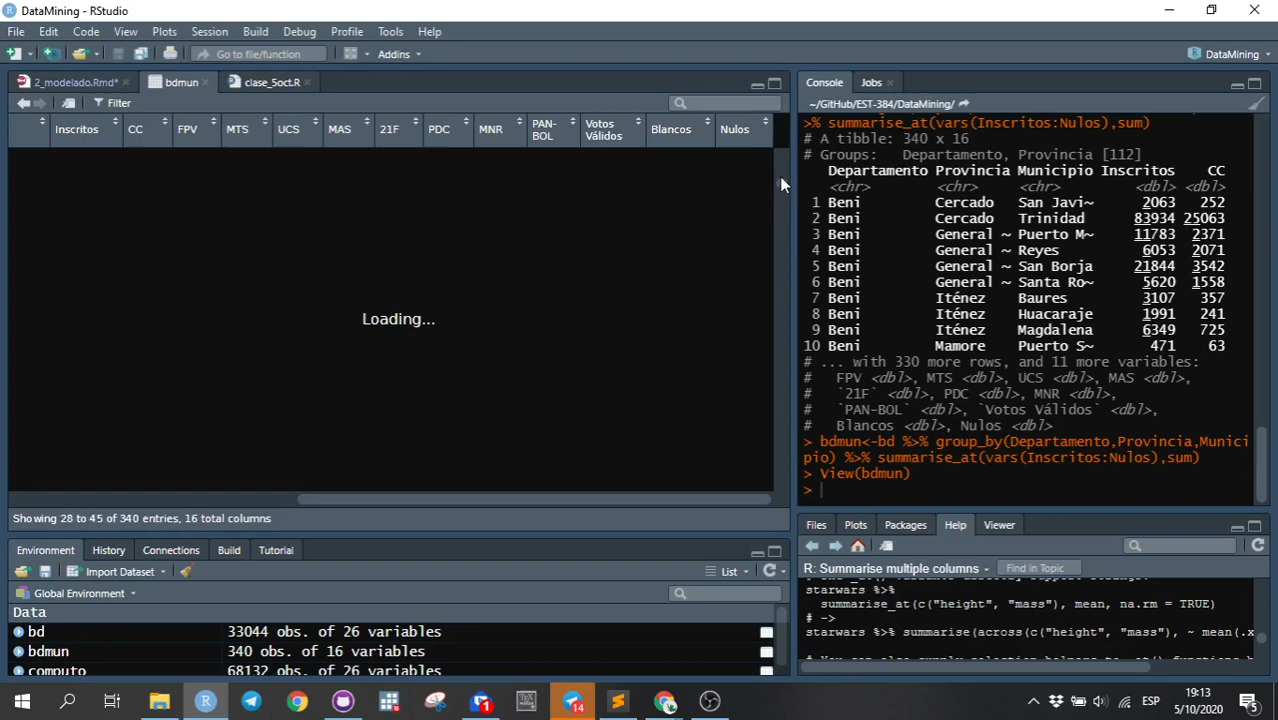 DataMining - RStudio
File Edit Code View Plots Session Build Debug Profile Tools Help
Go to file/function Addins DataMining
2_modelado.Rmd* bdmun clase_5oct.R
Filter
Inscritos CC FPV MTS UCS MAS 21F PDC MNR PAN-BOL Votos Válidos Blancos Nulos
Loading...
Showing 28 to 45 of 340 entries, 16 total columns
Environment History Connections Build Tutorial
Import Dataset List
Global Environment
Data
bd 33044 obs. of 26 variables
bdmun 340 obs. of 16 variables
computo 68132 obs. of 26 variables
Console Jobs
~/GitHub/EST-384/DataMining/
>% summarise_at(vars(Inscritos:Nulos),sum)
# A tibble: 340 x 16
# Groups: Departamento, Provincia [112]
Departamento Provincia Municipio Inscritos CC
<chr> <chr> <chr> <dbl> <dbl>
1 Beni Cercado San Javi~ 2063 252
2 Beni Cercado Trinidad 83934 25063
3 Beni General ~ Puerto M~ 11783 2371
4 Beni General ~ Reyes 6053 2071
5 Beni General ~ San Borja 21844 3542
6 Beni General ~ Santa Ro~ 5620 1558
7 Beni Iténez Baures 3107 357
8 Beni Iténez Huacaraje 1991 241
9 Beni Iténez Magdalena 6349 725
10 Beni Mamore Puerto S~ 471 63
# ... with 330 more rows, and 11 more variables:
# FPV <dbl>, MTS <dbl>, UCS <dbl>, MAS <dbl>,
# `21F` <dbl>, PDC <dbl>, MNR <dbl>,
# `PAN-BOL` <dbl>, `Votos Válidos` <dbl>,
# Blancos <dbl>, Nulos <dbl>
> bdmun<-bd %>% group_by(Departamento,Provincia,Munici
pio) %>% summarise_at(vars(Inscritos:Nulos),sum)
> View(bdmun)
>
Files Plots Packages Help Viewer
R: Summarise multiple columns Find in Topic
starwars %>%
summarise_at(c("height", "mass"), mean, na.rm = TRUE)
# ->
starwars %>% summarise(across(c("height", "mass"), ~ mean(.x
14 ESP 19:13
5/10/2020 5